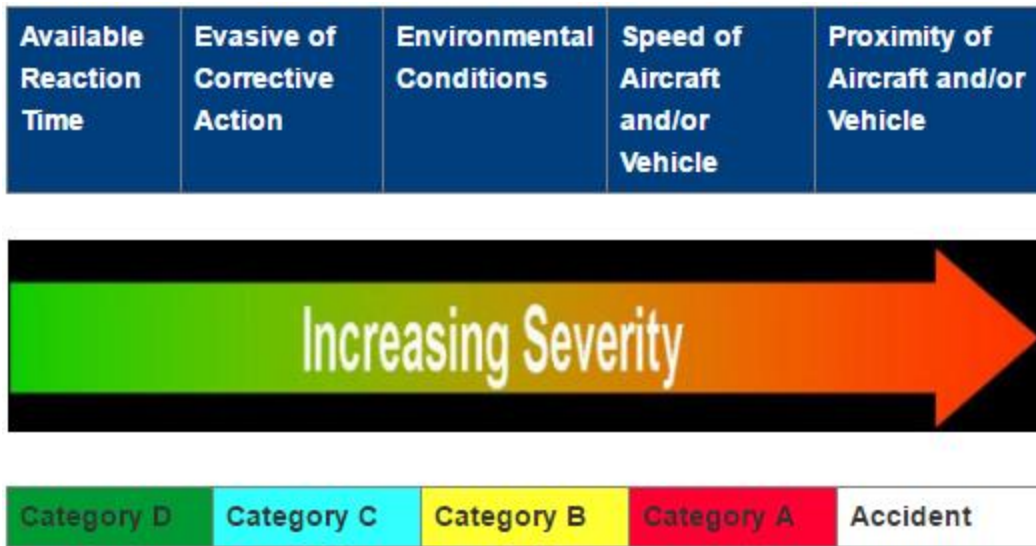 Available
Reaction
Time
Evasive of
Corrective
Action
Environmental
Conditions
Speed of
Aircraft
and/or
Vehicle
Proximity of
Aircraft and/or
Vehicle
Increasing Severity
Category D
Category C
Category B
Category A
Accident